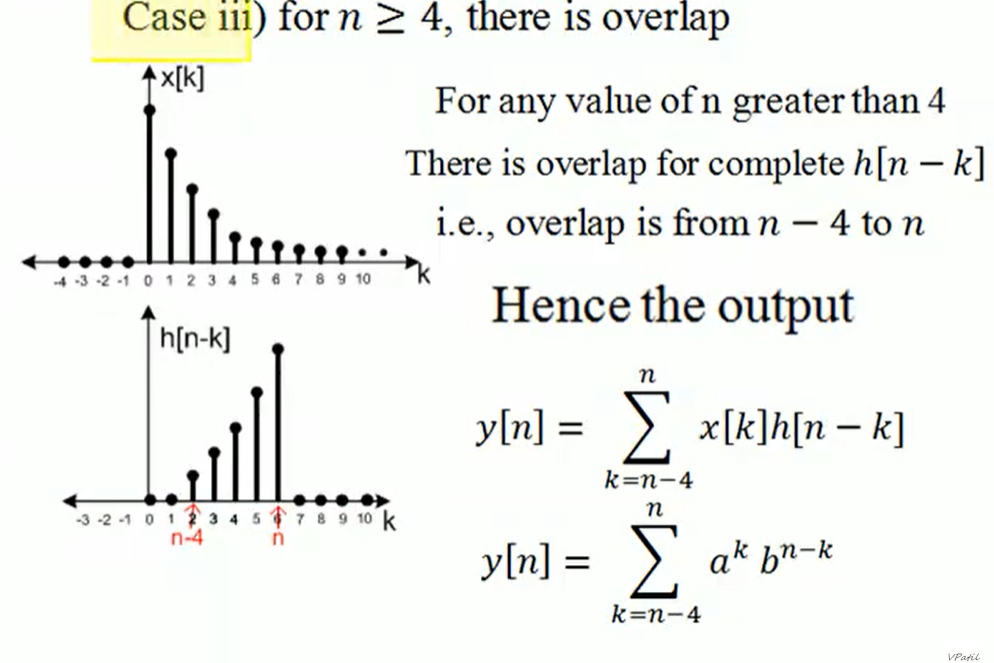 Case iii) for n ≥ 4, there is overlap
x[k]
-4 -3 -2 -1 0 1 2 3 4 5 6 7 8 9 10
k
For any value of n greater than 4
There is overlap for complete h[n − k]
i.e., overlap is from n − 4 to n
Hence the output
h[n-k]
-3 -2 -1 0 1 2 3 4 5 6 7 8 9 10 k
n-4 n
n
y[n] = ∑ x[k]h[n − k]
k=n−4
n
y[n] = ∑ aᵏ bⁿ⁻ᵏ
k=n−4
VPatil